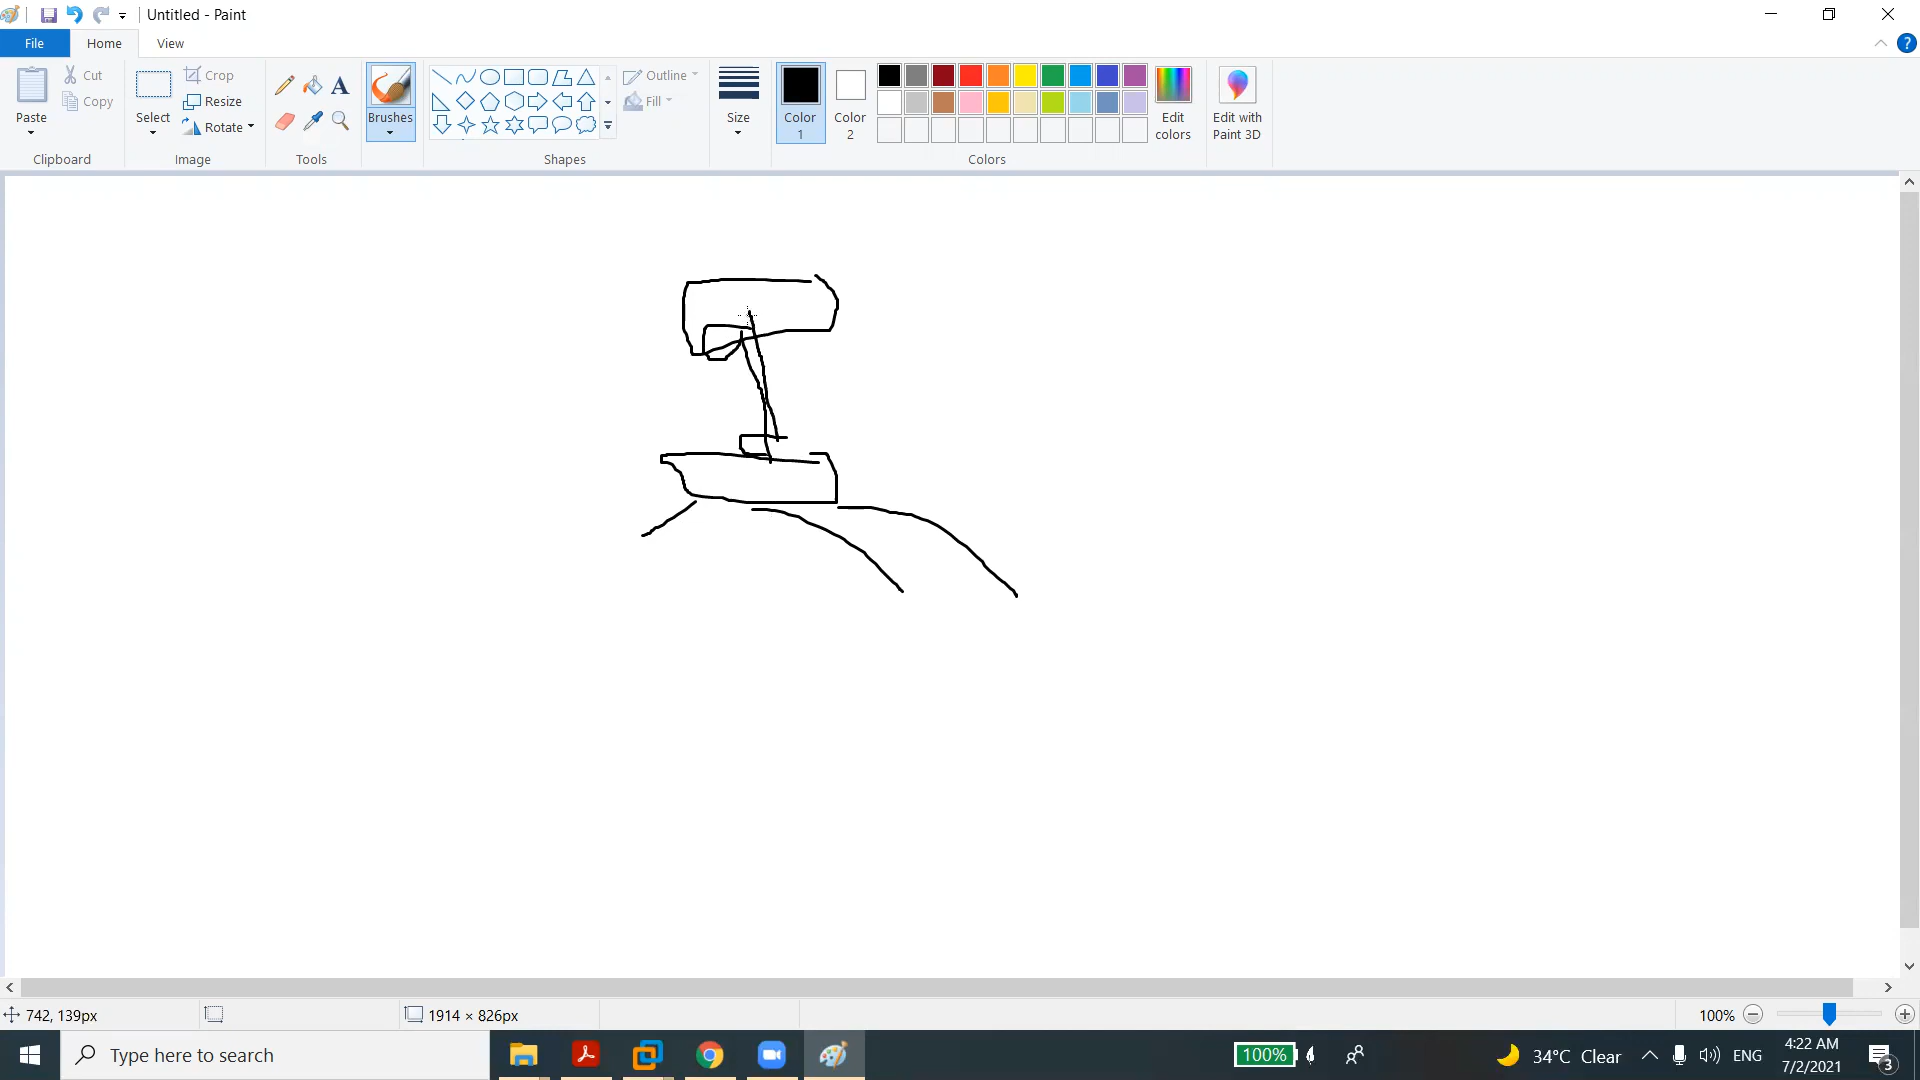 Untitled - Paint
File Home View
Paste
Cut
Copy
Clipboard
Select
Crop
Resize
Rotate
Image
Tools
Brushes
Shapes
Outline
Fill
Size
Color 1
Color 2
Colors
Edit colors
Edit with Paint 3D
742, 139px
1914 × 826px
100%
Type here to search
100%
34°C Clear
ENG
4:22 AM
7/2/2021
3